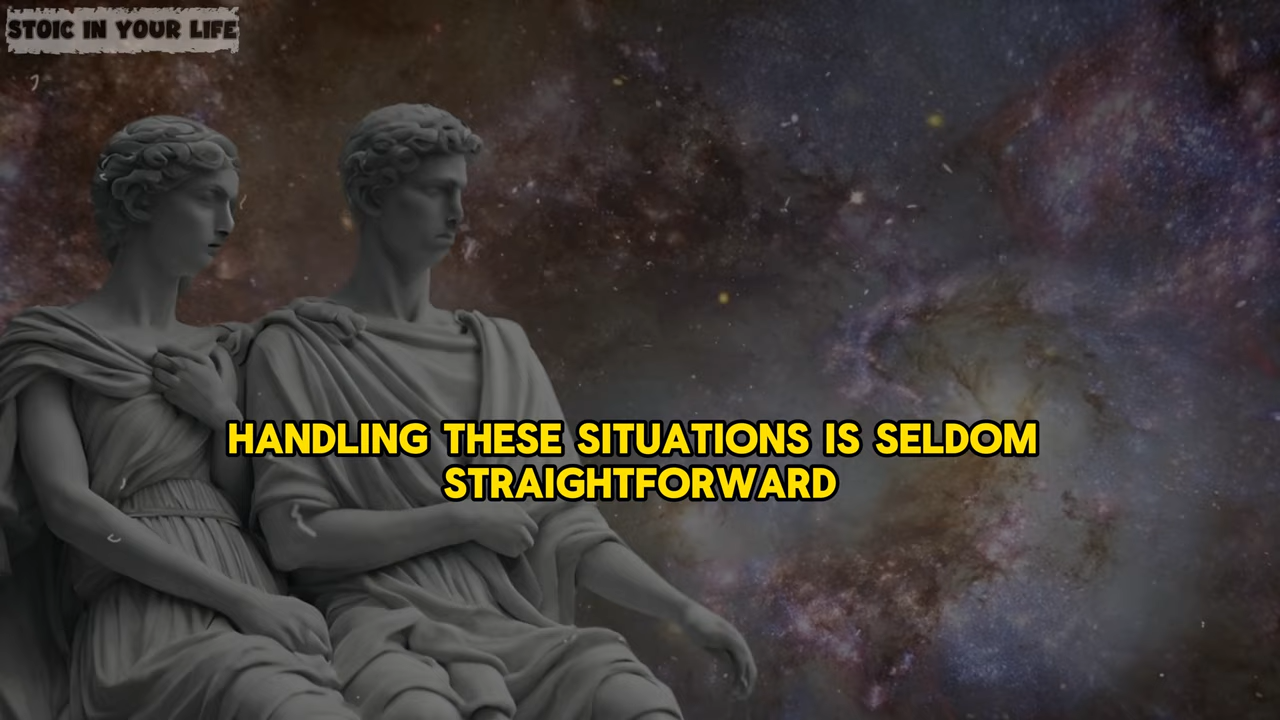 STOIC IN YOUR LIFE
HANDLING THESE SITUATIONS IS SELDOM
STRAIGHTFORWARD